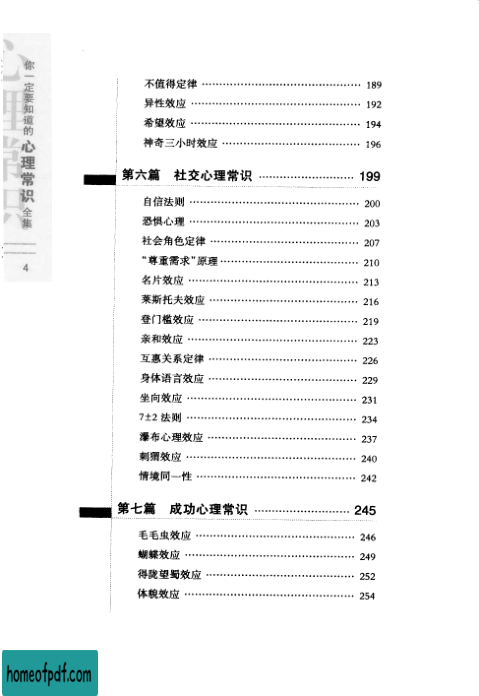 你一定要知道的心理常识全集
4
不值得定律 …… 189
异性效应 …… 192
希望效应 …… 194
神奇三小时效应 …… 196
第六篇 社交心理常识 …… 199
自信法则 …… 200
恐惧心理 …… 203
社会角色定律 …… 207
“尊重需求”原理 …… 210
名片效应 …… 213
莱斯托夫效应 …… 216
登门槛效应 …… 219
亲和效应 …… 223
互惠关系定律 …… 226
身体语言效应 …… 229
坐向效应 …… 231
7±2 法则 …… 234
瀑布心理效应 …… 237
刺猬效应 …… 240
情境同一性 …… 242
第七篇 成功心理常识 …… 245
毛毛虫效应 …… 246
蝴蝶效应 …… 249
得陇望蜀效应 …… 252
体貌效应 …… 254
homeofpdf.com